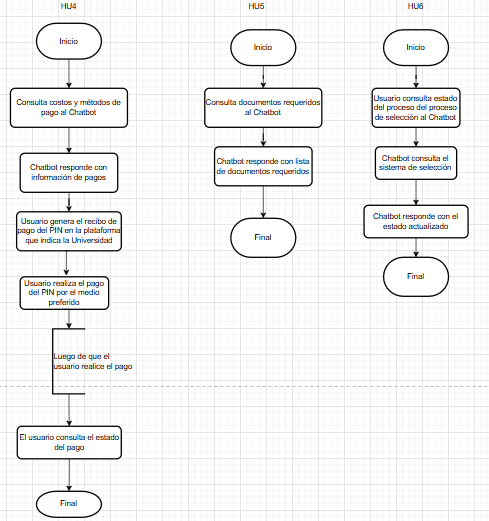 HU4
Inicio
Consulta costos y métodos de
pago al Chatbot
Chatbot responde con
información de pagos
Usuario genera el recibo de
pago del PIN en la plataforma
que indica la Universidad
Usuario realiza el pago
del PIN por el medio
preferido
Luego de que el
usuario realice el pago
El usuario consulta el estado
del pago
Final
HU5
Inicio
Consulta documentos requeridos
al Chatbot
Chatbot responde con lista
de documentos requeridos
Final
HU6
Inicio
Usuario consulta estado
del proceso del proceso
de selección al Chatbot
Chatbot consulta el
sistema de selección
Chatbot responde con el
estado actualizado
Final